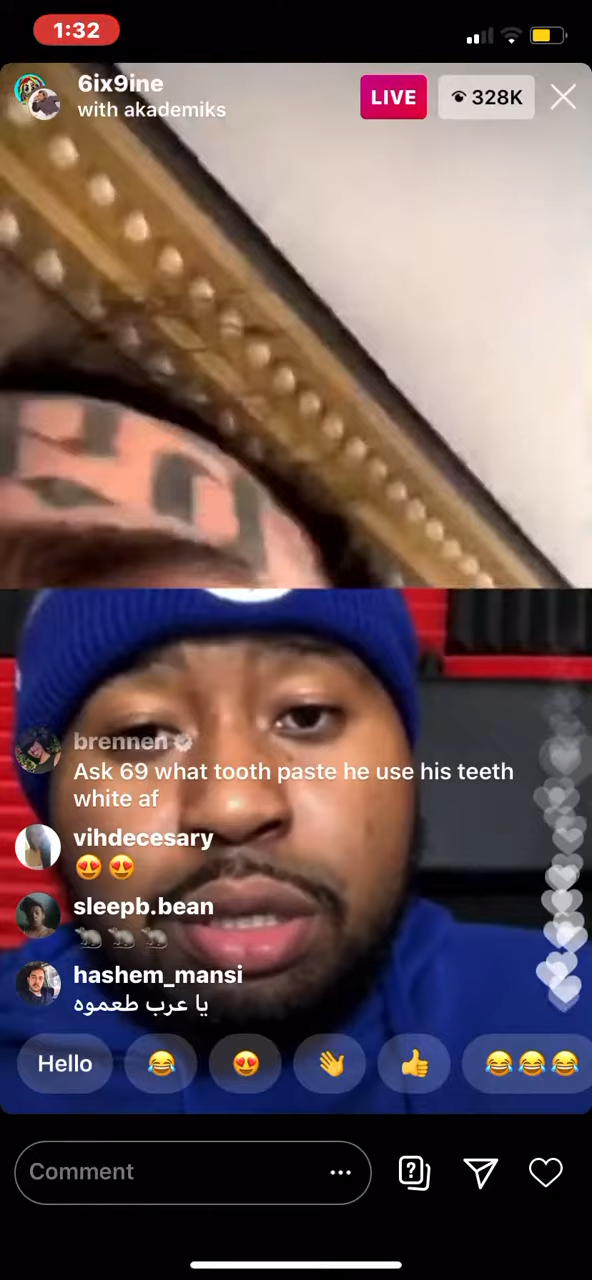 1:32
6ix9ine
with akademiks
LIVE
328K
brennen
Ask 69 what tooth paste he use his teeth
white af
vihdecesary
😍 😍
sleepb.bean
🐀 🐀 🐀
hashem_mansi
يا عرب طعموه
Hello 😂 😍 👋 👍 😂 😂 😂
Comment